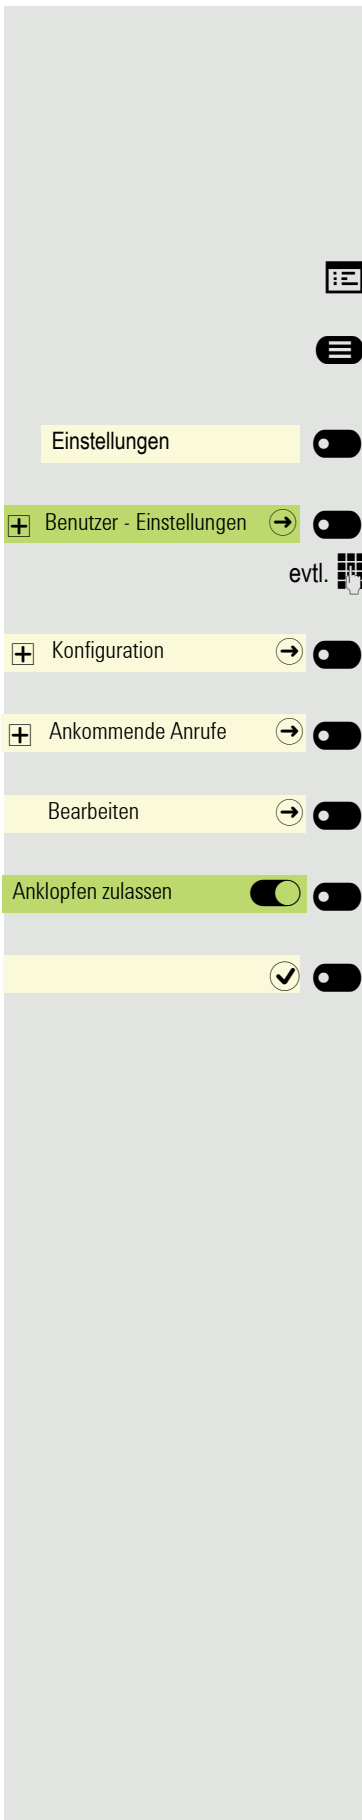 Einstellungen
Benutzer - Einstellungen
evtl.
Konfiguration
Ankommende Anrufe
Bearbeiten
Anklopfen zulassen